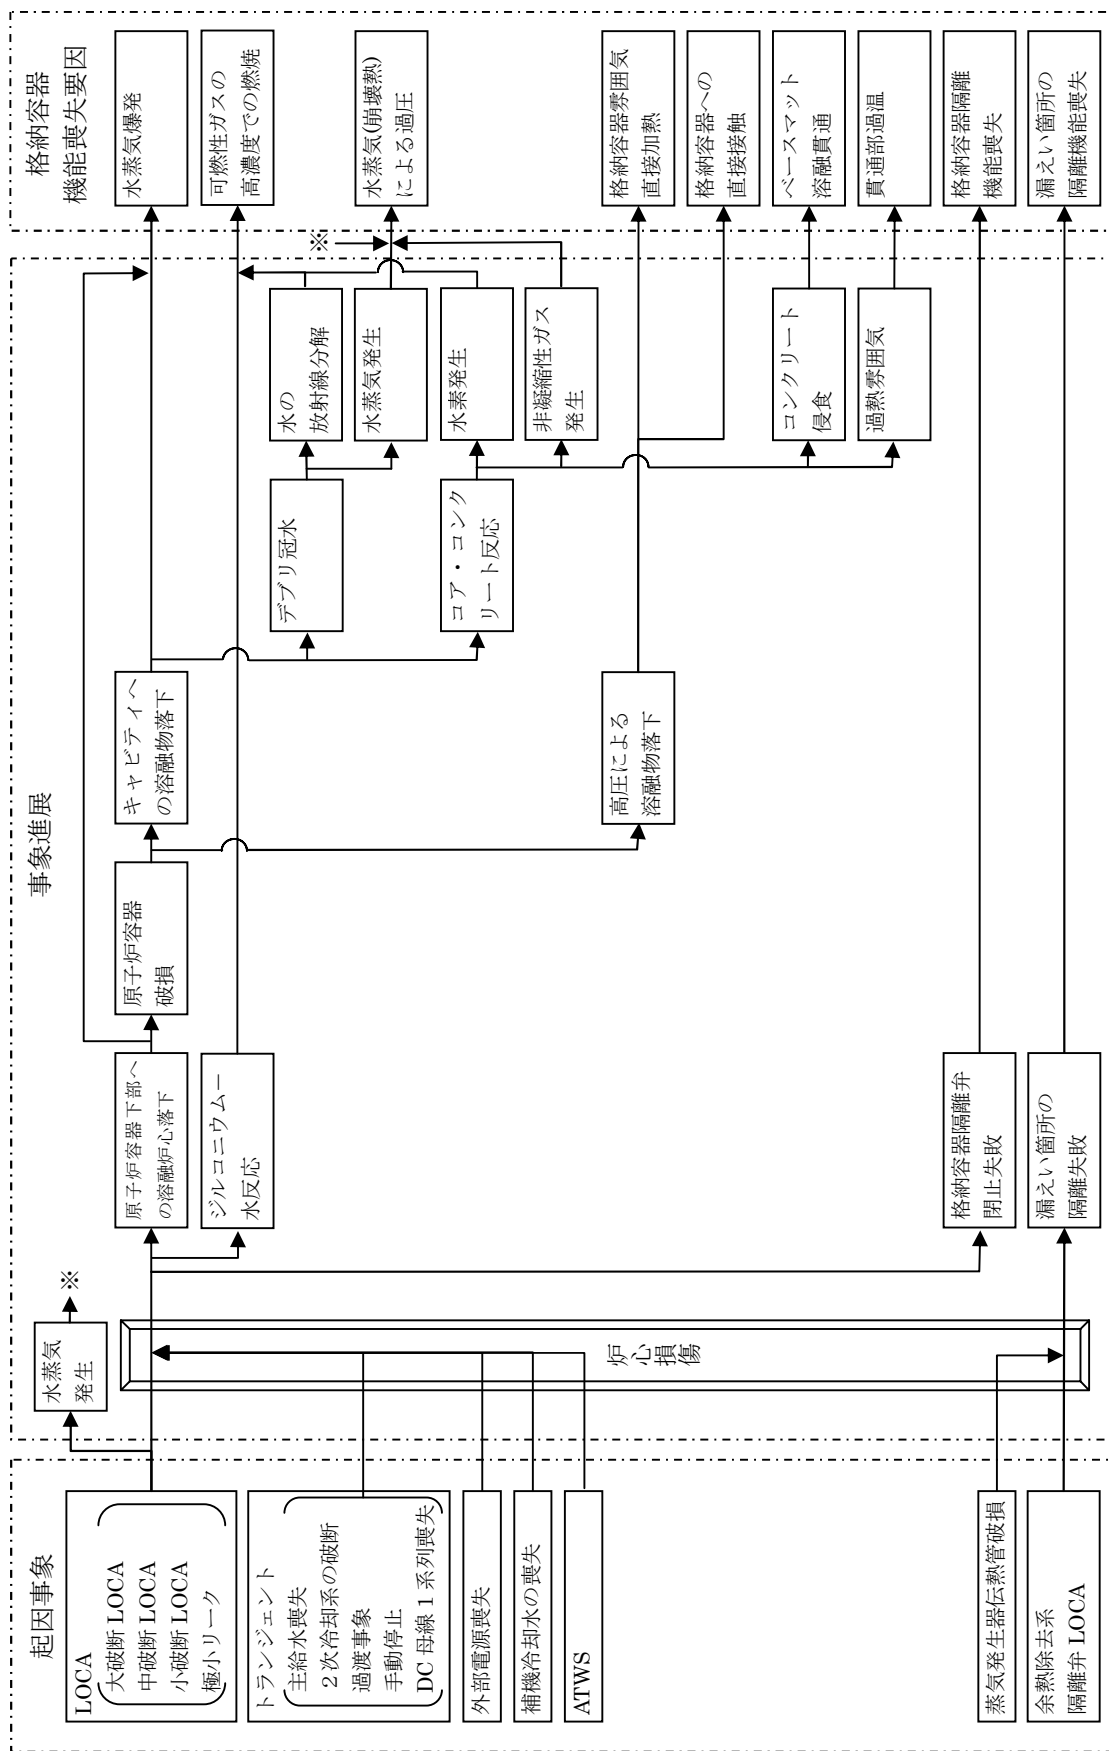 起因事象
LOCA
大破断 LOCA
中破断 LOCA
小破断 LOCA
極小リーク
トランジェント
主給水喪失
２次冷却系の破断
過渡事象
手動停止
DC 母線 1 系列喪失
外部電源喪失
補機冷却水の喪失
ATWS
蒸気発生器伝熱管破損
余熱除去系
隔離弁 LOCA
事象進展
水蒸気
発生
※
炉心損傷
原子炉容器下部へ
の溶融炉心落下
ジルコニウムー
水反応
格納容器隔離弁
閉止失敗
漏えい箇所の
隔離失敗
原子炉容器
破損
キャビティへ
の溶融物落下
高圧による
溶融物落下
デブリ冠水
コア・コンク
リート反応
水の
放射線分解
水蒸気発生
水素発生
非凝縮性ガス
発生
コンクリート
侵食
過熱雰囲気
※
格納容器
機能喪失要因
水蒸気爆発
可燃性ガスの
高濃度での燃焼
水蒸気(崩壊熱)
による過圧
格納容器雰囲気
直接加熱
格納容器への
直接接触
ベースマット
溶融貫通
貫通部過温
格納容器隔離
機能喪失
漏えい箇所の
隔離機能喪失